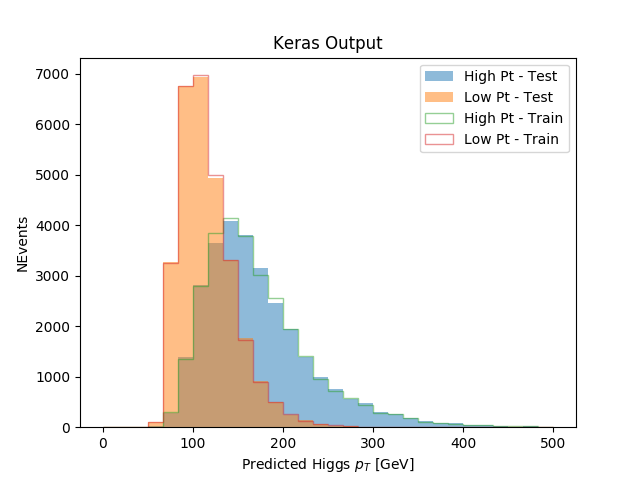 Keras Output
NEvents
7000
6000
5000
4000
3000
2000
1000
0
0 100 200 300 400 500
Predicted Higgs $p_T$ [GeV]
High Pt - Test
Low Pt - Test
High Pt - Train
Low Pt - Train